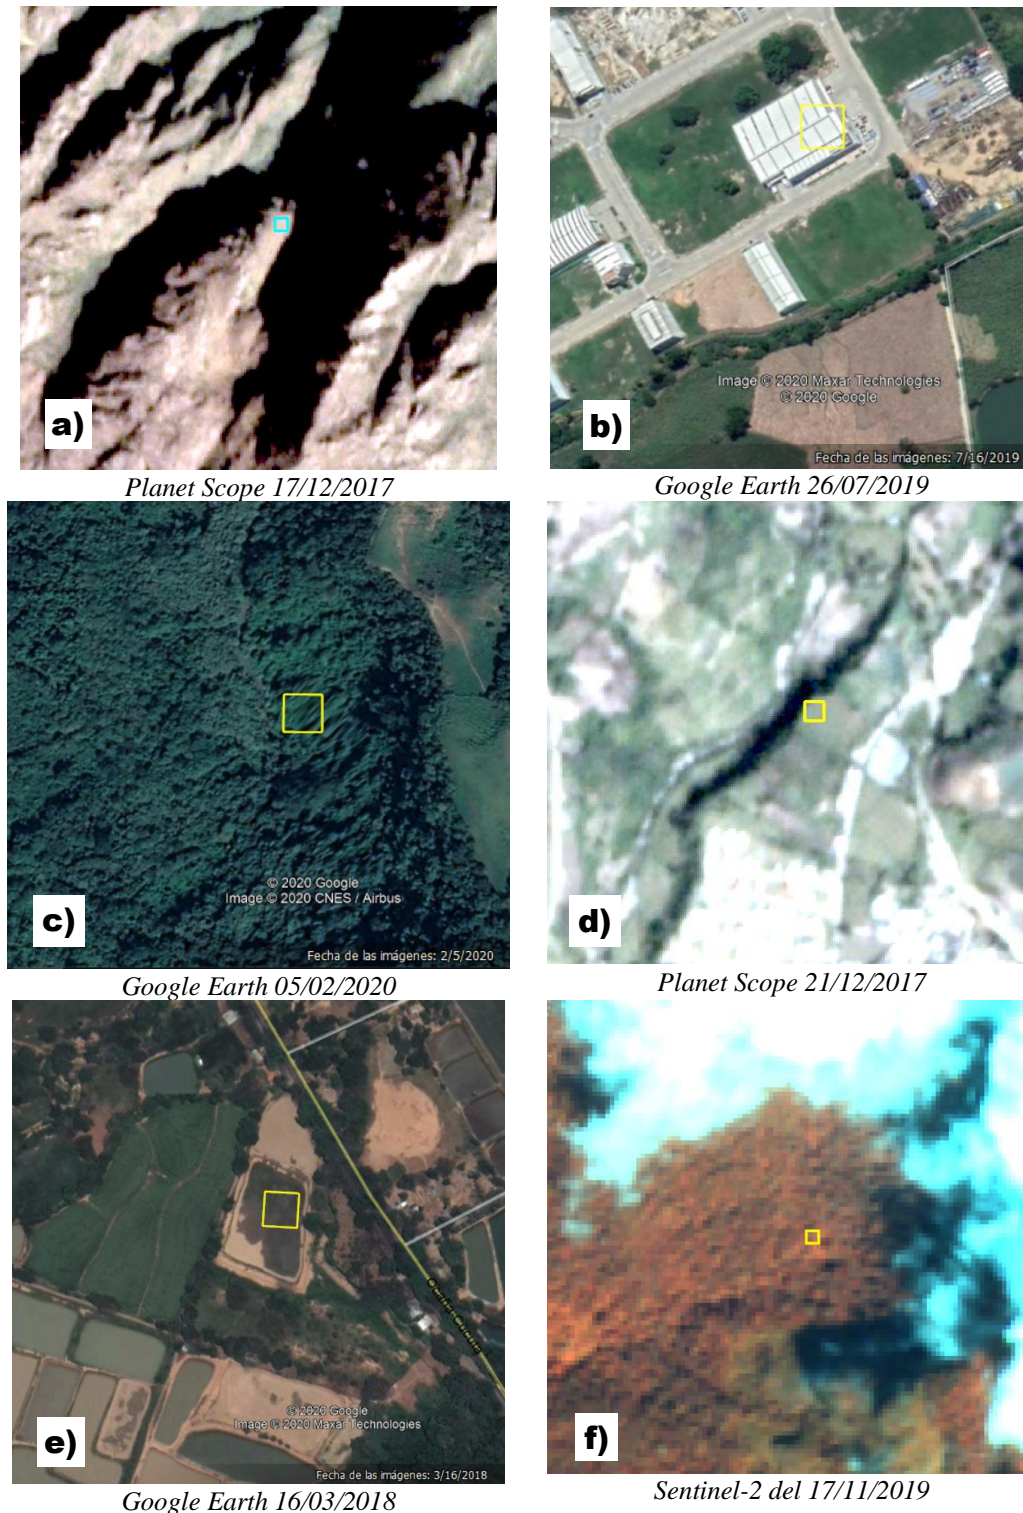 a)
Planet Scope 17/12/2017
Image © 2020 Maxar Technologies
© 2020 Google
b)
Fecha de las imágenes: 7/16/2019
Google Earth 26/07/2019
© 2020 Google
Image © 2020 CNES / Airbus
c)
Fecha de las imágenes: 2/5/2020
Google Earth 05/02/2020
d)
Planet Scope 21/12/2017
© 2020 Google
Image © 2020 Maxar Technologies
e)
Fecha de las imágenes: 3/16/2018
Google Earth 16/03/2018
f)
Sentinel-2 del 17/11/2019